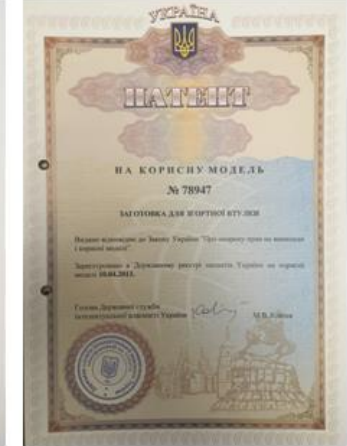 УКРАЇНА
ПАТЕНТ
НА КОРИСНУ МОДЕЛЬ
№ 78947
ЗАГОТОВКА ДЛЯ ЗГОРТНОЇ ВТУЛКИ
Видано відповідно до Закону України "Про охорону прав на винаходи
і корисні моделі".
Зареєстровано в Державному реєстрі патентів України на корисні
моделі 10.04.2013.
Голова Державної служби
інтелектуальної власності України
М.В.